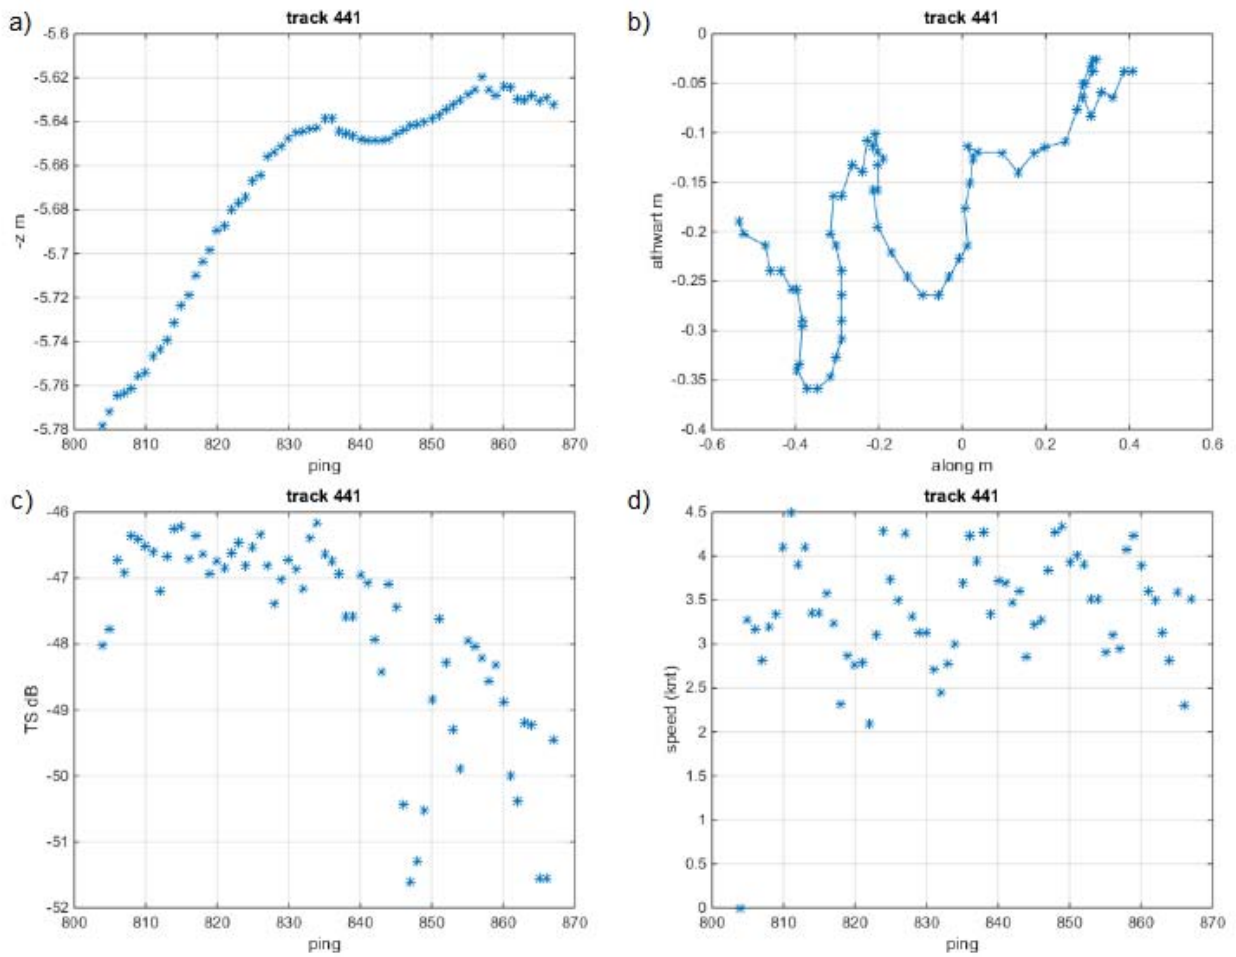 a)
track 441
-5.6
-5.62
-5.64
-5.66
-5.68
-5.7
-5.72
-5.74
-5.76
-5.78
-z m
800 810 820 830 840 850 860 870
ping
b)
track 441
0
-0.05
-0.1
-0.15
-0.2
-0.25
-0.3
-0.35
-0.4
athwart m
-0.6 -0.4 -0.2 0 0.2 0.4 0.6
along m
c)
track 441
-46
-47
-48
-49
-50
-51
-52
TS dB
800 810 820 830 840 850 860 870
ping
d)
track 441
4.5
4
3.5
3
2.5
2
1.5
1
0.5
0
speed (knt)
800 810 820 830 840 850 860 870
ping